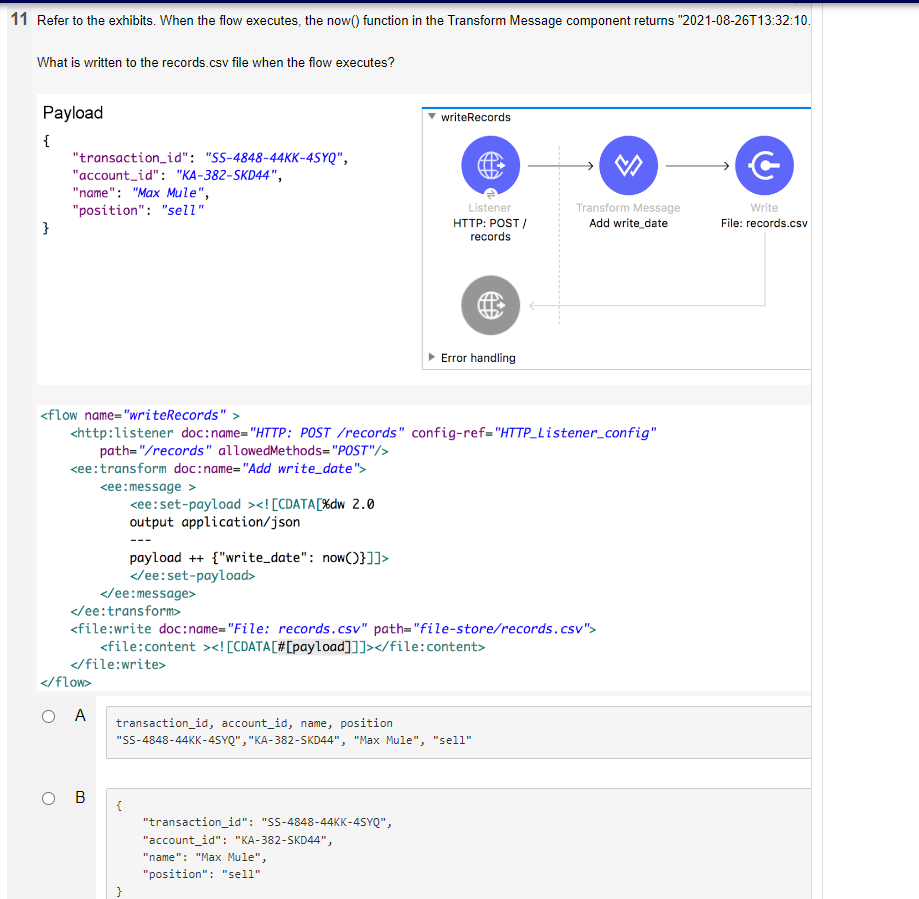 11 Refer to the exhibits. When the flow executes, the now() function in the Transform Message component returns "2021-08-26T13:32:10.
What is written to the records.csv file when the flow executes?
Payload
{
"transaction_id": "SS-4848-44KK-4SYQ",
"account_id": "KA-382-SKD44",
"name": "Max Mule",
"position": "sell"
}
writeRecords
Listener
HTTP: POST /
records
Transform Message
Add write_date
Write
File: records.csv
Error handling
<flow name="writeRecords" >
<http:listener doc:name="HTTP: POST /records" config-ref="HTTP_Listener_config"
path="/records" allowedMethods="POST"/>
<ee:transform doc:name="Add write_date">
<ee:message >
<ee:set-payload ><![CDATA[%dw 2.0
output application/json
---
payload ++ {"write_date": now()}]]>
</ee:set-payload>
</ee:message>
</ee:transform>
<file:write doc:name="File: records.csv" path="file-store/records.csv">
<file:content ><![CDATA[#[payload]]]></file:content>
</file:write>
</flow>
A
transaction_id, account_id, name, position
"SS-4848-44KK-4SYQ","KA-382-SKD44", "Max Mule", "sell"
B
{
"transaction_id": "SS-4848-44KK-4SYQ",
"account_id": "KA-382-SKD44",
"name": "Max Mule",
"position": "sell"
}